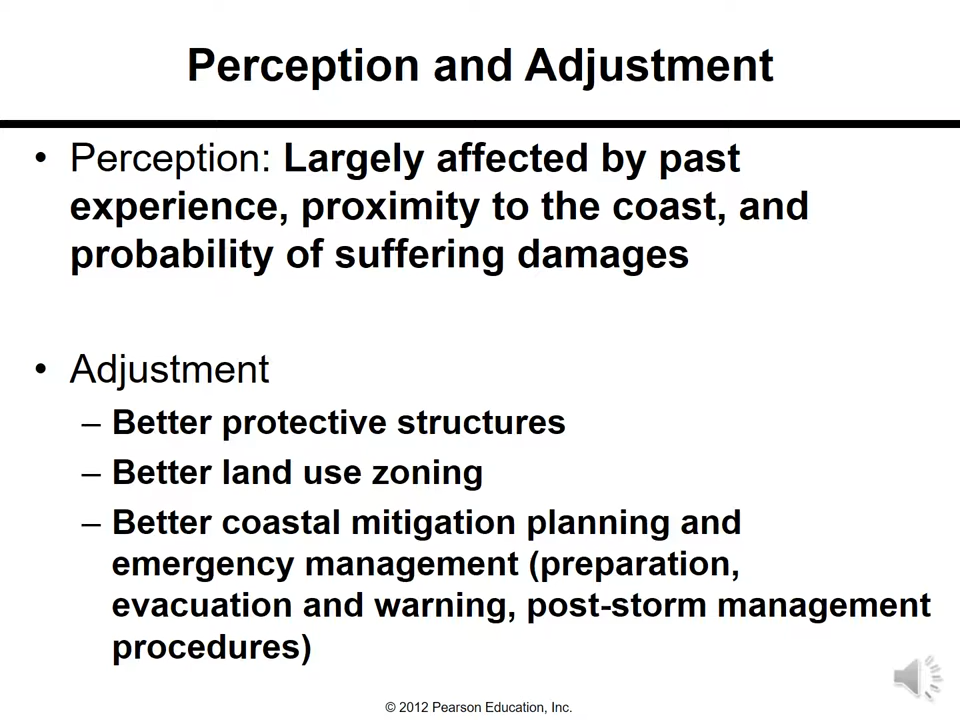 Perception and Adjustment
• Perception: Largely affected by past
experience, proximity to the coast, and
probability of suffering damages
• Adjustment
– Better protective structures
– Better land use zoning
– Better coastal mitigation planning and
emergency management (preparation,
evacuation and warning, post-storm management
procedures)
© 2012 Pearson Education, Inc.